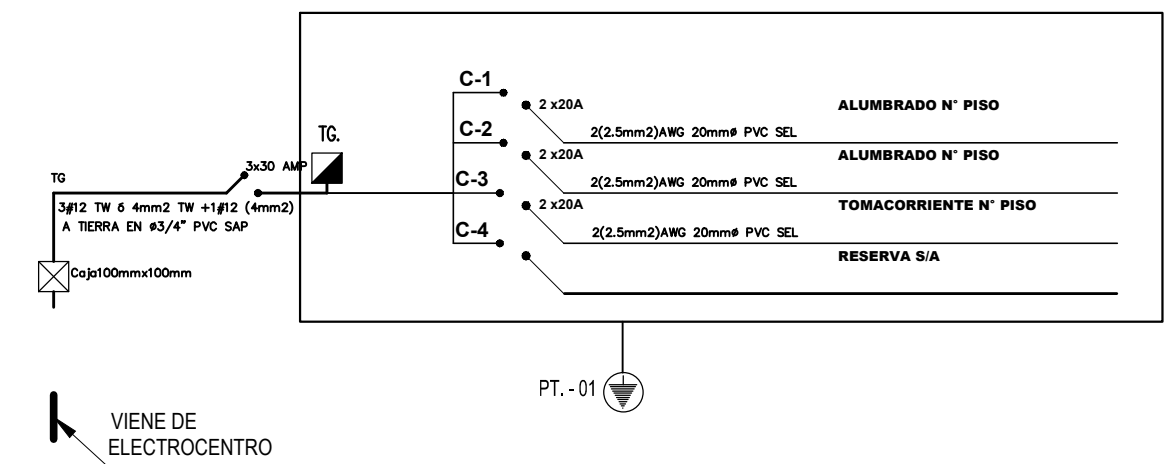 C-1
2 x20A
ALUMBRADO N° PISO
TG.
C-2
2(2.5mm2)AWG 20mmø PVC SEL
3x30 AMP
2 x20A
ALUMBRADO N° PISO
TG
C-3
2(2.5mm2)AWG 20mmø PVC SEL
3#12 TW ó 4mm2 TW +1#12 (4mm2)
A TIERRA EN ø3/4" PVC SAP
2 x20A
TOMACORRIENTE N° PISO
C-4
2(2.5mm2)AWG 20mmø PVC SEL
RESERVA S/A
Caja100mmx100mm
PT. - 01
VIENE DE
ELECTROCENTRO